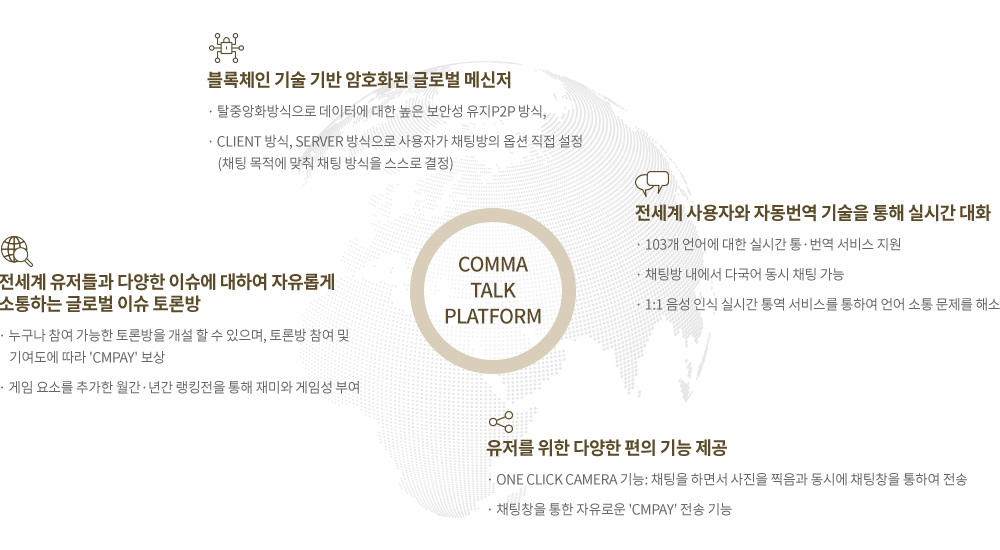 블록체인 기술 기반 암호화된 글로벌 메신저
· 탈중앙화방식으로 데이터에 대한 높은 보안성 유지P2P 방식,
· CLIENT 방식, SERVER 방식으로 사용자가 채팅방의 옵션 직접 설정
(채팅 목적에 맞춰 채팅 방식을 스스로 결정)
전세계 사용자와 자동번역 기술을 통해 실시간 대화
· 103개 언어에 대한 실시간 통·번역 서비스 지원
· 채팅방 내에서 다국어 동시 채팅 가능
· 1:1 음성 인식 실시간 통역 서비스를 통하여 언어 소통 문제를 해소
전세계 유저들과 다양한 이슈에 대하여 자유롭게
소통하는 글로벌 이슈 토론방
· 누구나 참여 가능한 토론방을 개설 할 수 있으며, 토론방 참여 및
기여도에 따라 'CMPAY' 보상
· 게임 요소를 추가한 월간·년간 랭킹전을 통해 재미와 게임성 부여
COMMA
TALK
PLATFORM
유저를 위한 다양한 편의 기능 제공
· ONE CLICK CAMERA 기능: 채팅을 하면서 사진을 찍음과 동시에 채팅창을 통하여 전송
· 채팅창을 통한 자유로운 'CMPAY' 전송 기능